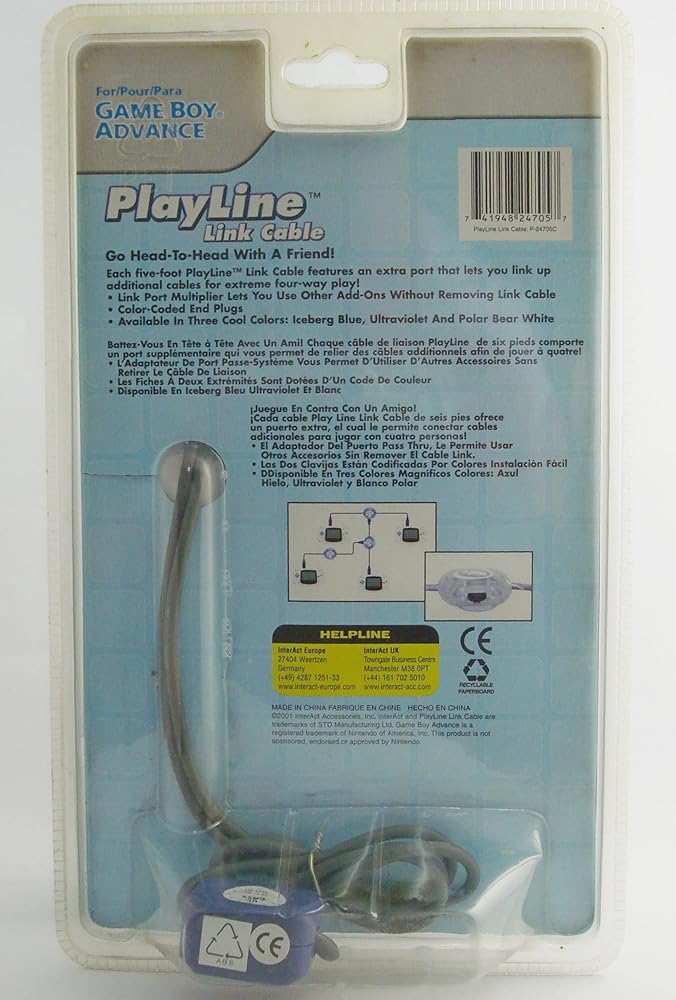 For/Pour/Para
GAME BOY®
ADVANCE
PlayLine™
Link Cable
7 41948 24705 7
PlayLine Link Cable; P-24705C
Go Head-To-Head With A Friend!
Each five-foot PlayLine™ Link Cable features an extra port that lets you link up
additional cables for extreme four-way play!
• Link Port Multiplier Lets You Use Other Add-Ons Without Removing Link Cable
• Color-Coded End Plugs
• Available In Three Cool Colors: Iceberg Blue, Ultraviolet And Polar Bear White
Battez-Vous En Tête à Tête Avec Un Ami! Chaque câble de liaison PlayLine de six pieds comporte
un port supplémentaire qui vous permet de relier des câbles additionnels afin de jouer à quatre!
• L'Adaptateur De Port Passe-Système Vous Permet D'Utiliser D'Autres Accessoires Sans
Retirer Le Câble De Liaison
• Les Fiches À Deux Extrémités Sont Dotées D'Un Code De Couleur
• Disponible En Iceberg Bleu Ultraviolet Et Blanc
¡Juegue En Contra Con Un Amigo!
¡Cada cable Play Line Link Cable de seis pies ofrece
un puerto extra, el cual le permite conectar cables
adicionales para jugar con cuatro personas!
• El Adaptador Del Puerto Pass Thru, Le Permite Usar
Otros Accesorios Sin Remover El Cable Link.
• Las Dos Clavijas Están Codificadas Por Colores Instalación Fácil
• DDisponible En Tres Colores Magnificos Colores: Azul
Hielo, Ultraviolet y Blanco Polar
HELPLINE
InterAct Europe
27404 Weertzen
Germany
(+49) 4287 1251-33
www.interact-europe.com
InterAct UK
Towngate Business Centre
Manchester M38 0PT
(+44) 161 702 5010
www.interact-acc.com
CE
RECYCLABLE
PAPERBOARD
MADE IN CHINA FABRIQUE EN CHINE HECHO EN CHINA
©2001 InterAct Accessories, Inc. InterAct and PlayLine Link Cable are
trademarks of STD Manufacturing Ltd. Game Boy Advance is a
registered trademark of Nintendo of America, Inc. This product is not
sponsored, endorsed or approved by Nintendo
CE